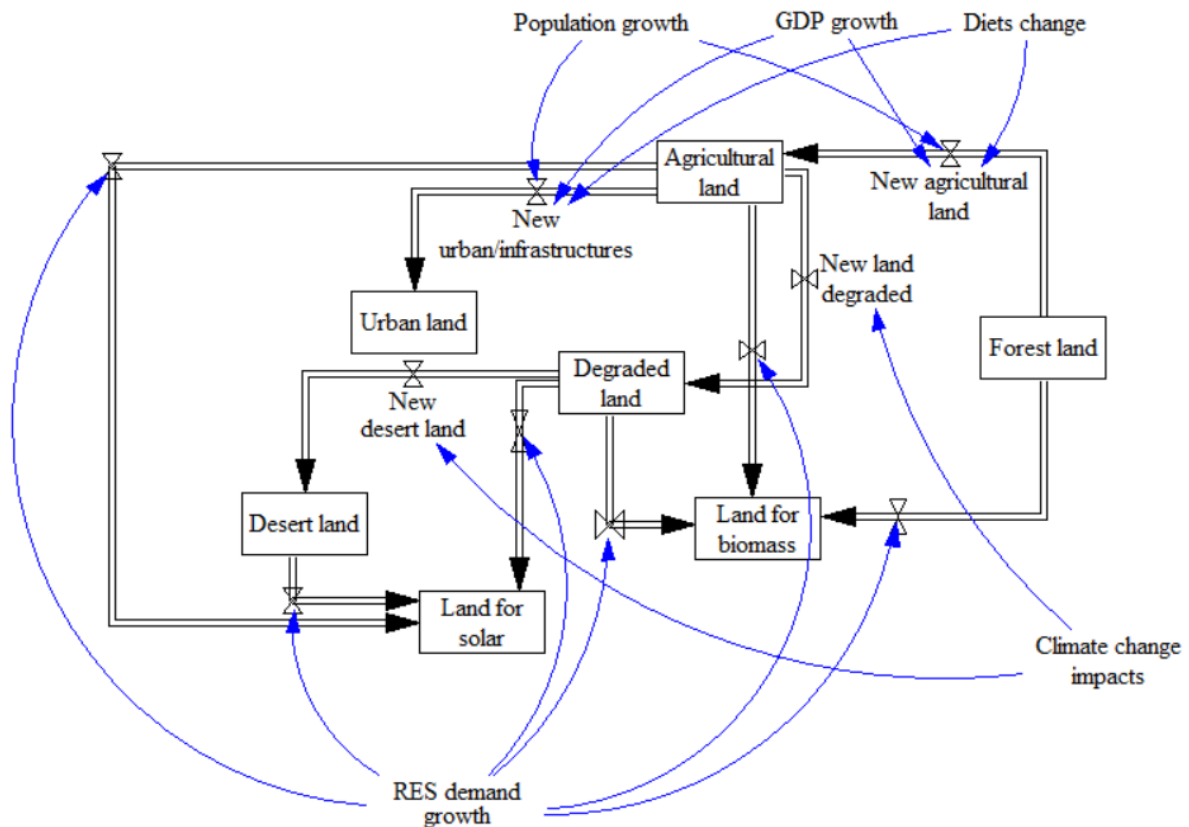 Population growth
GDP growth
Diets change
Agricultural
land
New agricultural
land
New
urban/infrastructures
New land
degraded
Urban land
Forest land
Degraded
land
New
desert land
Desert land
Land for
biomass
Land for
solar
Climate change
impacts
RES demand
growth